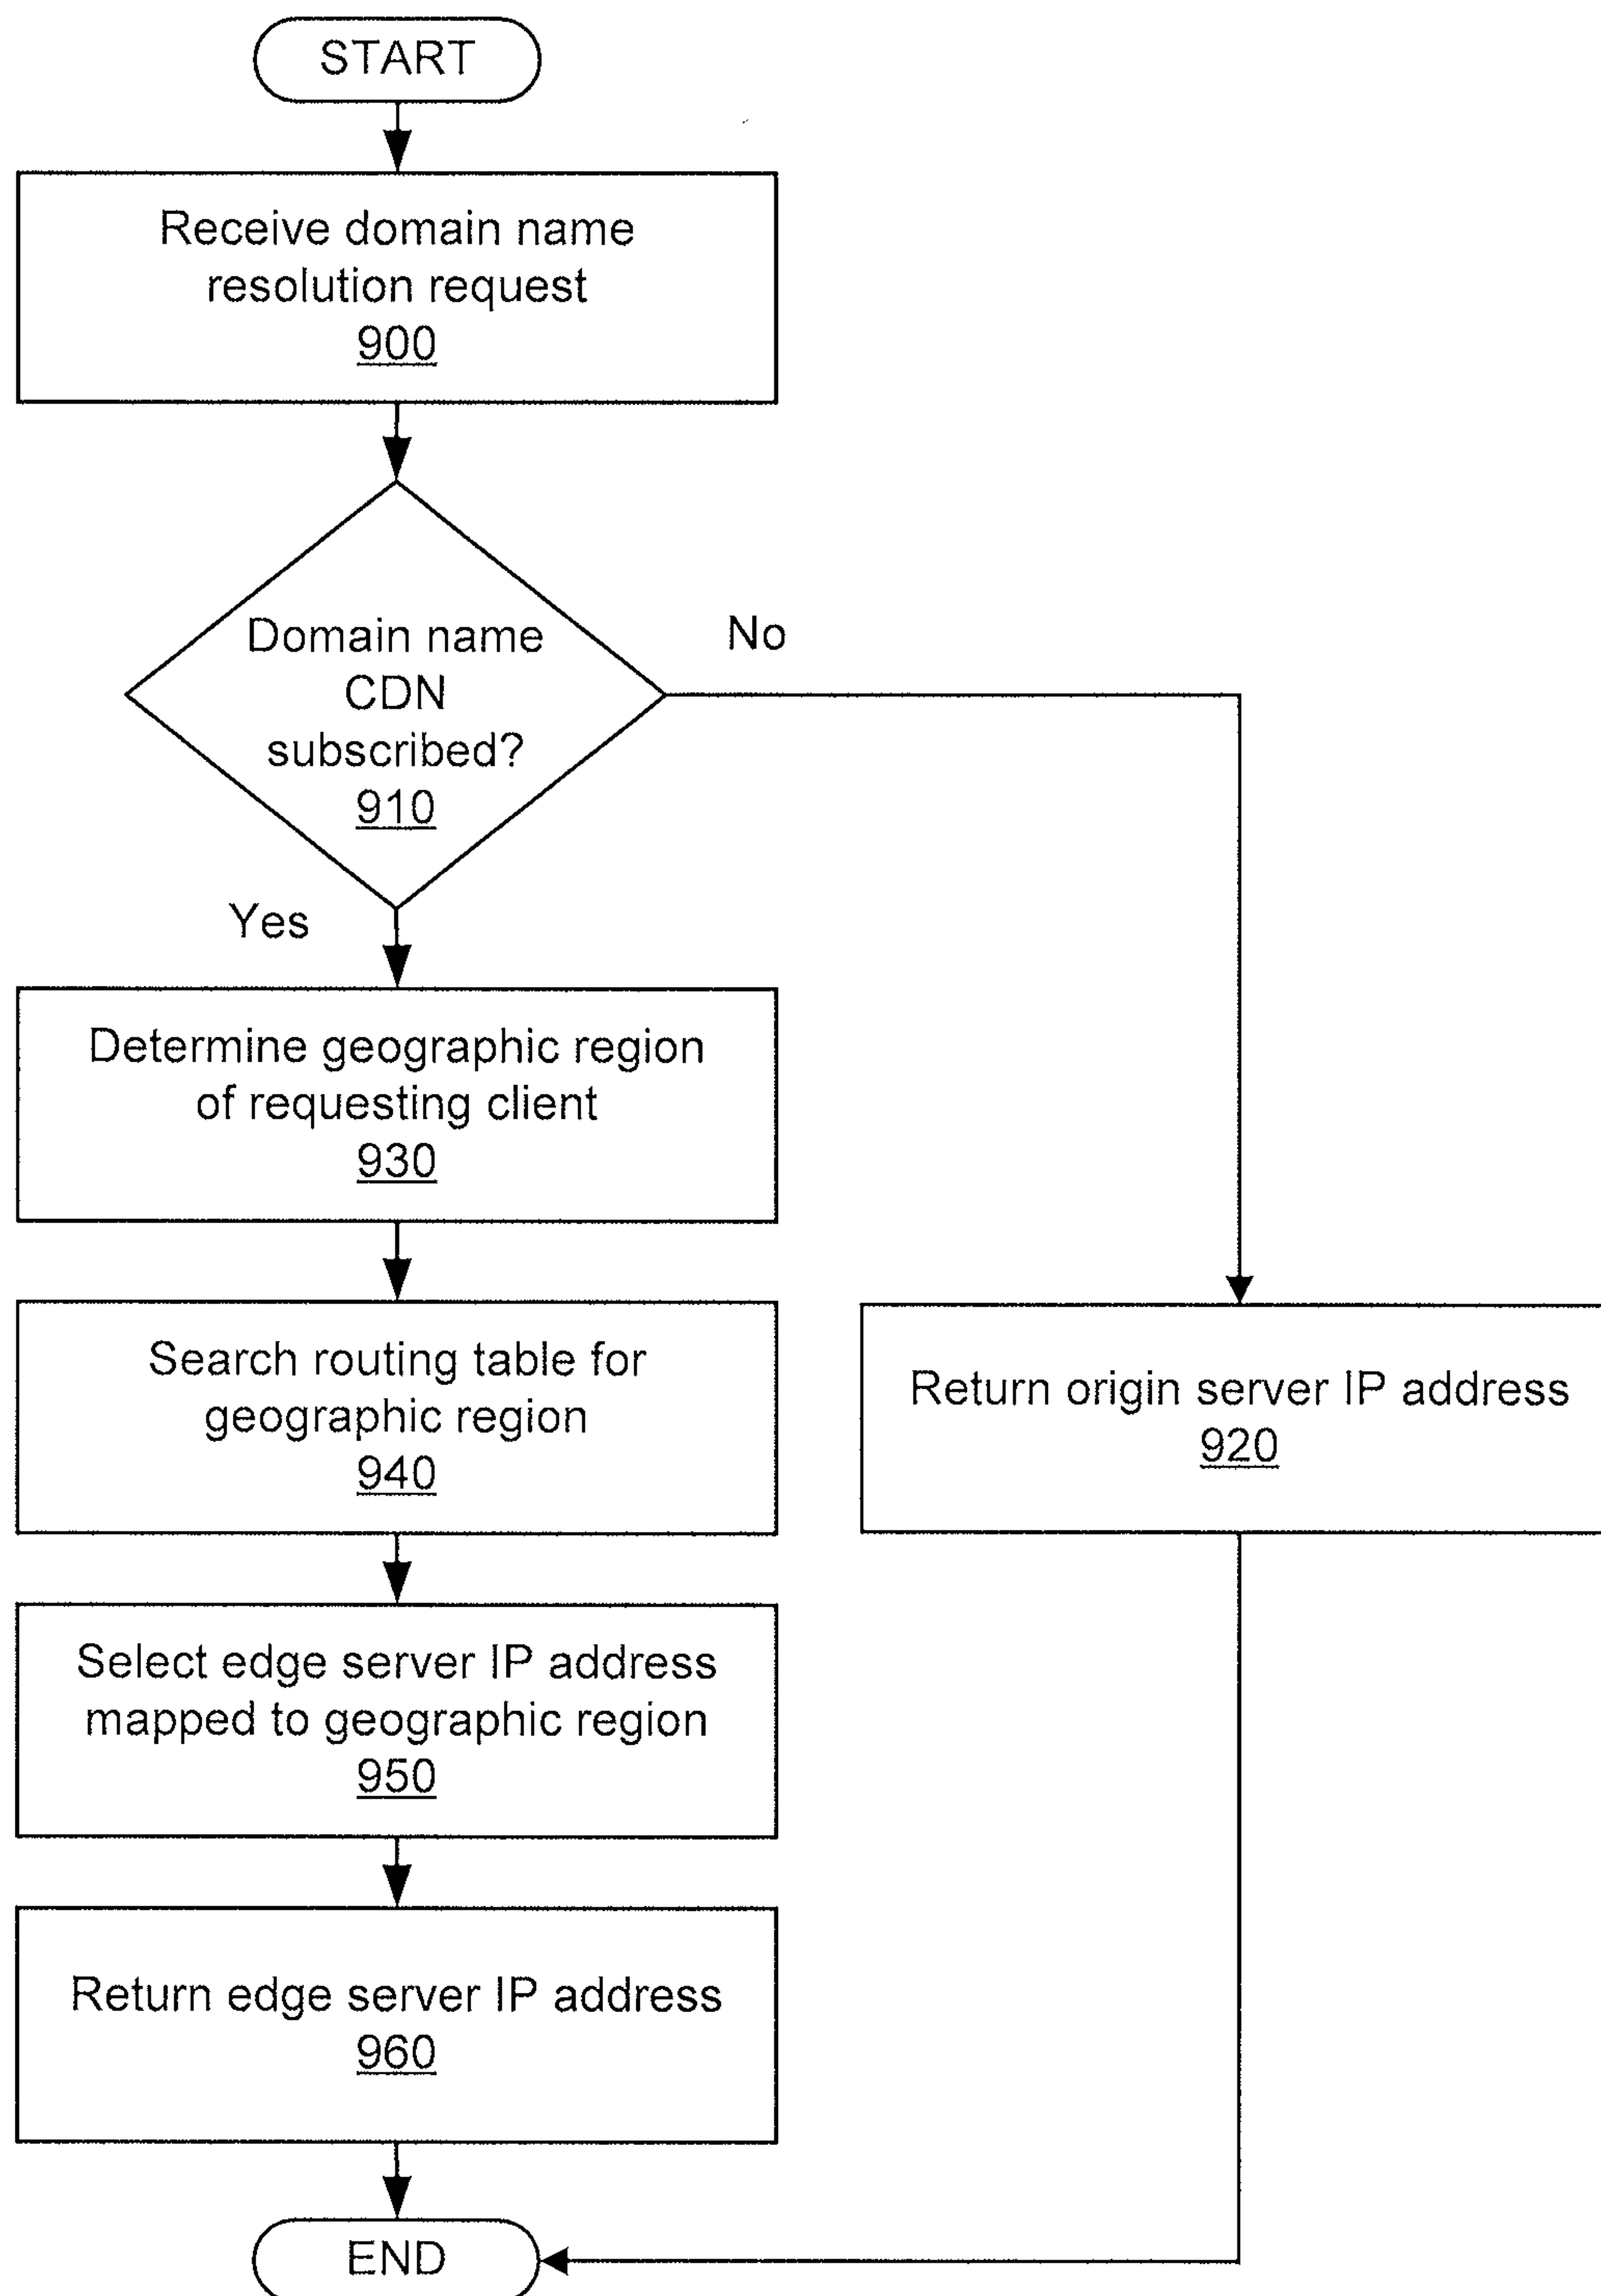 START
Receive domain name
resolution request
900
Domain name
CDN
subscribed?
910
No
Yes
Determine geographic region
of requesting client
930
Search routing table for
geographic region
940
Return origin server IP address
920
Select edge server IP address
mapped to geographic region
950
Return edge server IP address
960
END